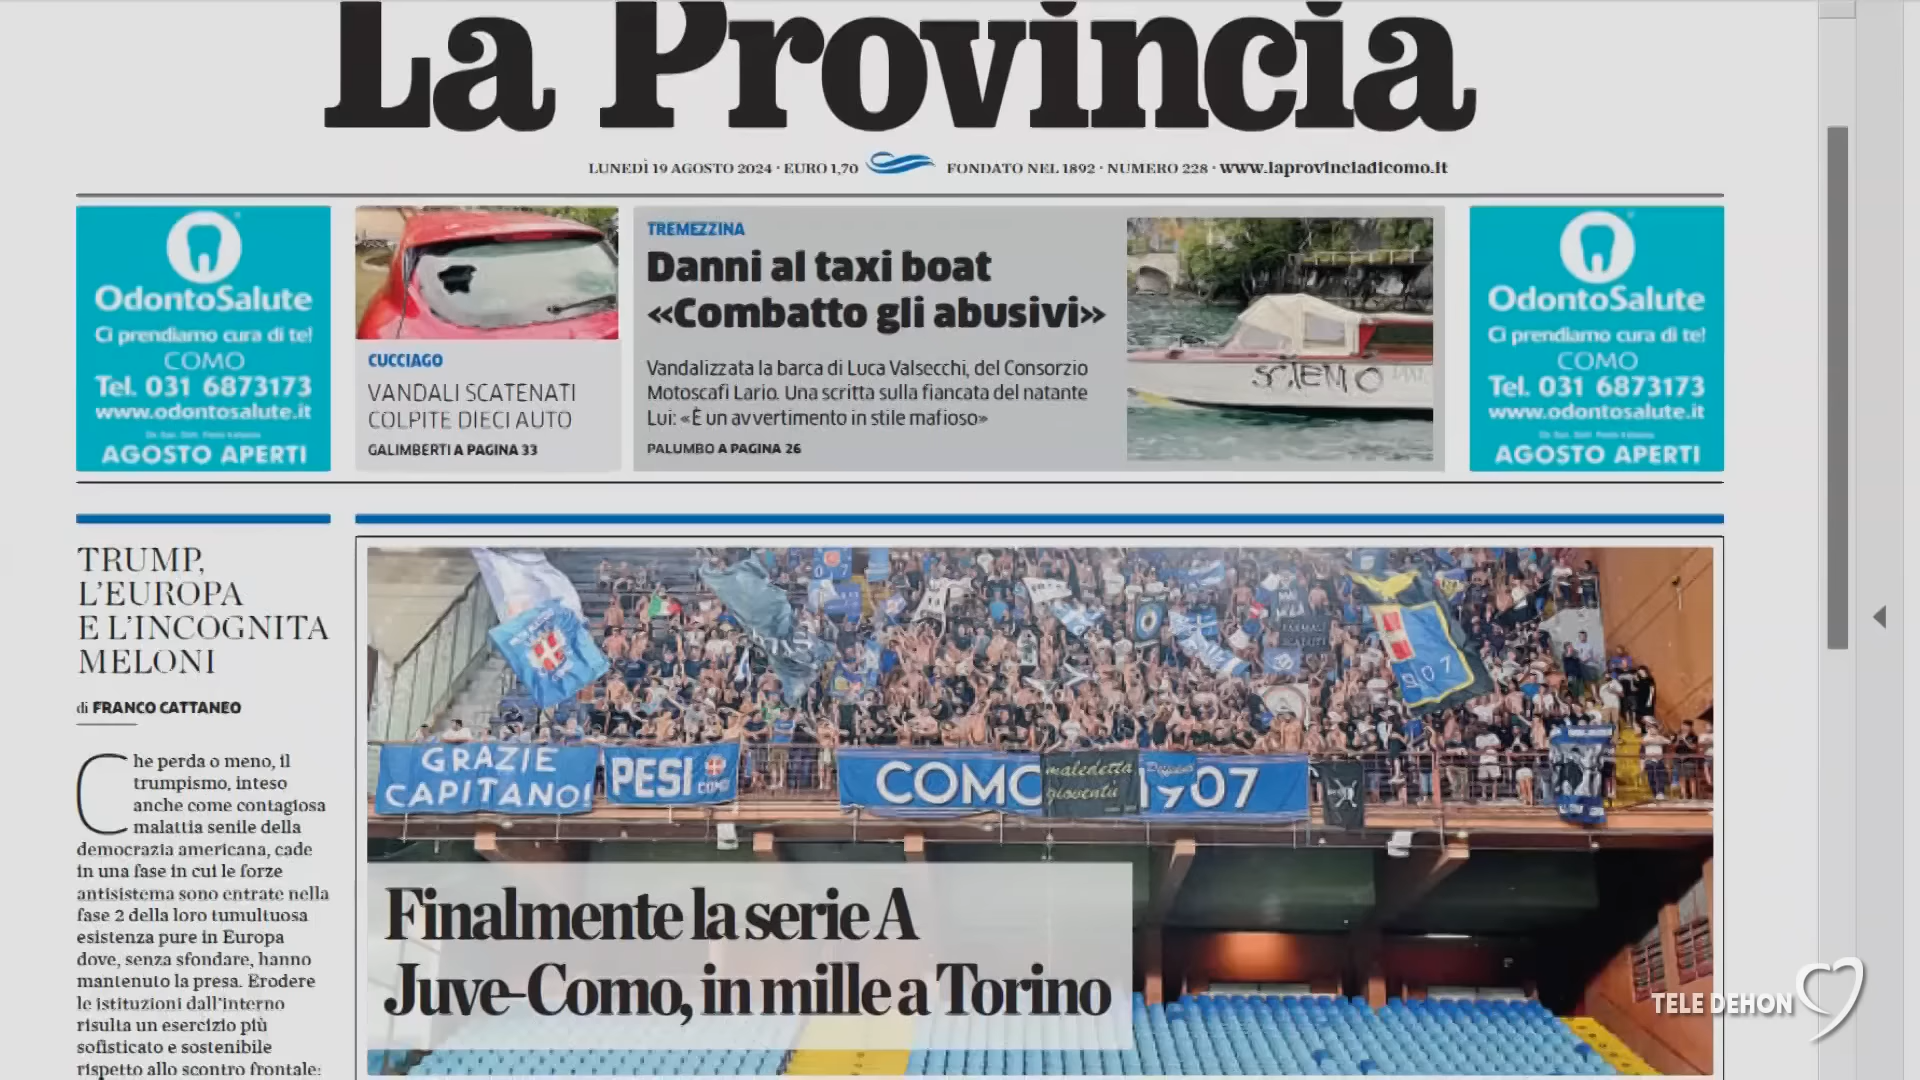 La Provincia
LUNEDÌ 19 AGOSTO 2024 · EURO 1,70
FONDATO NEL 1892 · NUMERO 228 · www.laprovinciadicomo.it
OdontoSalute
Ci prendiamo cura di te!
COMO
Tel. 031 6873173
www.odontosalute.it
AGOSTO APERTI
CUCCIAGO
VANDALI SCATENATI
COLPITE DIECI AUTO
GALIMBERTI A PAGINA 33
TREMEZZINA
Danni al taxi boat
«Combatto gli abusivi»
Vandalizzata la barca di Luca Valsecchi, del Consorzio
Motoscafi Lario. Una scritta sulla fiancata del natante
Lui: «È un avvertimento in stile mafioso»
PALUMBO A PAGINA 26
SCIEMO
OdontoSalute
Ci prendiamo cura di te!
COMO
Tel. 031 6873173
www.odontosalute.it
AGOSTO APERTI
TRUMP,
L'EUROPA
E L'INCOGNITA
MELONI
di FRANCO CATTANEO
Che perda o meno, il
trumpismo, inteso
anche come contagiosa
malattia senile della
democrazia americana, cade
in una fase in cui le forze
antisistema sono entrate nella
fase 2 della loro tumultuosa
esistenza pure in Europa
dove, senza sfondare, hanno
mantenuto la presa. Erodere
le istituzioni dall'interno
risulta un esercizio più
sofisticato e sostenibile
rispetto allo scontro frontale:
GRAZIE
CAPITANO!
PESI
COMO
COMO 1907
maledetta
gioventù
Finalmente la serie A
Juve-Como, in mille a Torino
TELE DEHON